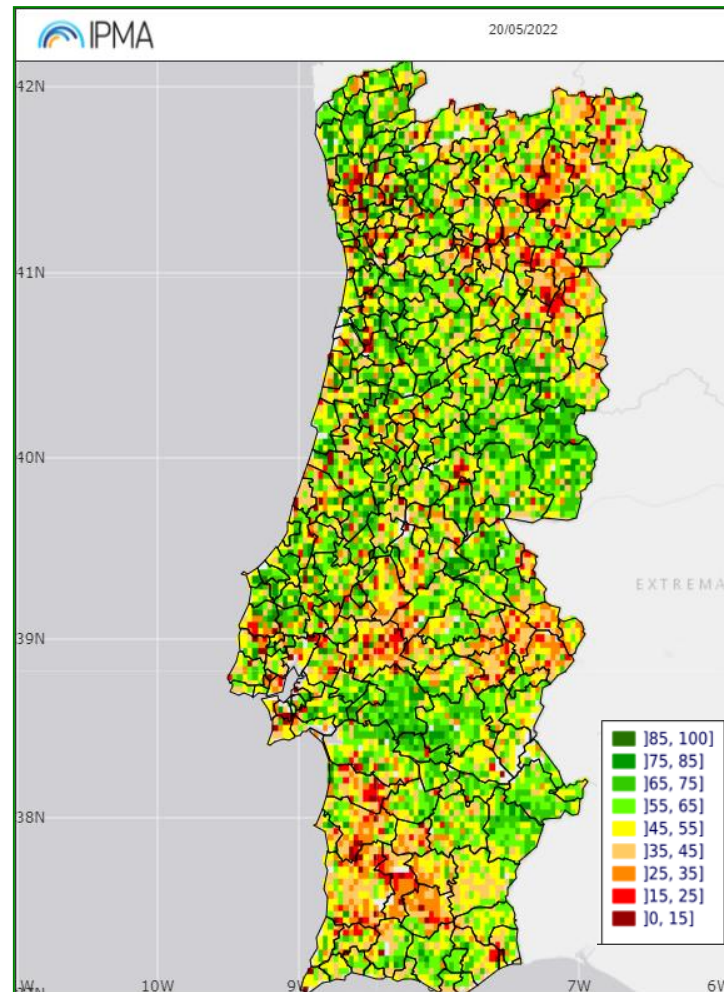 IPMA
20/05/2022
42N
41N
40N
39N
38N
EXTREMA
]85, 100]
]75, 85]
]65, 75]
]55, 65]
]45, 55]
]35, 45]
]25, 35]
]15, 25]
]0, 15]
10W
9W
7W